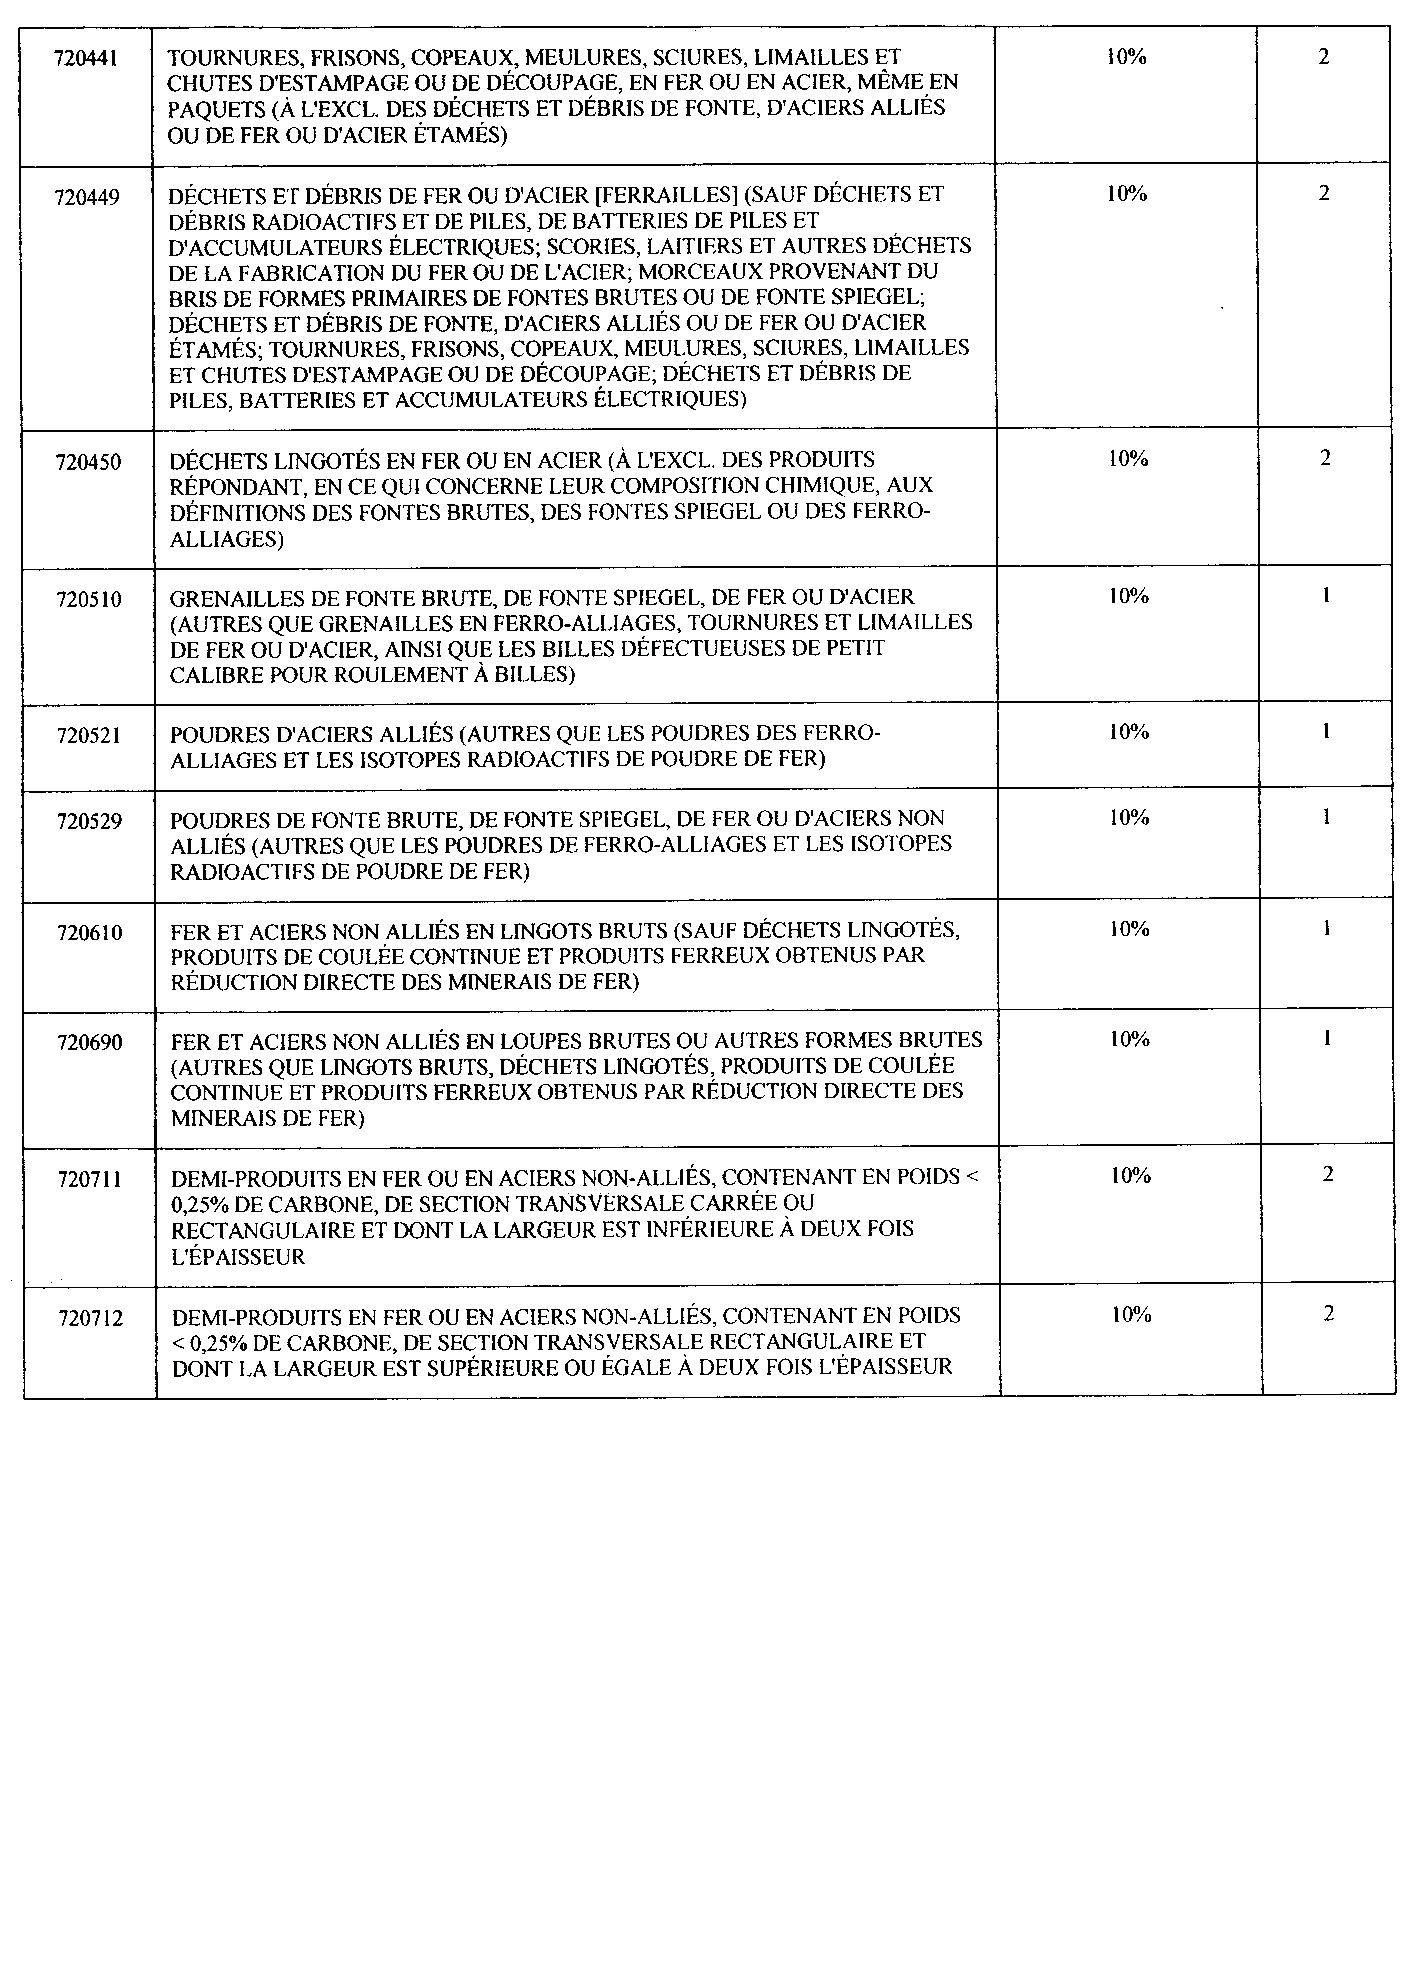 720441 TOURNURES, FRISONS, COPEAUX, MEULURES, SCIURES, LIMAILLES ET 10% 2
CHUTES D'ESTAMPAGE OU DE DÉCOUPAGE, EN FER OU EN ACIER, MÊME EN
PAQUETS (À L'EXCL. DES DÉCHETS ET DÉBRIS DE FONTE, D'ACIERS ALLIÉS
OU DE FER OU D'ACIER ÉTAMÉS)
720449 DÉCHETS ET DÉBRIS DE FER OU D'ACIER [FERRAILLES] (SAUF DÉCHETS ET 10% 2
DÉBRIS RADIOACTIFS ET DE PILES, DE BATTERIES DE PILES ET
D'ACCUMULATEURS ÉLECTRIQUES; SCORIES, LAITIERS ET AUTRES DÉCHETS
DE LA FABRICATION DU FER OU DE L'ACIER; MORCEAUX PROVENANT DU
BRIS DE FORMES PRIMAIRES DE FONTES BRUTES OU DE FONTE SPIEGEL;
DÉCHETS ET DÉBRIS DE FONTE, D'ACIERS ALLIÉS OU DE FER OU D'ACIER
ÉTAMÉS; TOURNURES, FRISONS, COPEAUX, MEULURES, SCIURES, LIMAILLES
ET CHUTES D'ESTAMPAGE OU DE DÉCOUPAGE; DÉCHETS ET DÉBRIS DE
PILES, BATTERIES ET ACCUMULATEURS ÉLECTRIQUES)
720450 DÉCHETS LINGOTÉS EN FER OU EN ACIER (À L'EXCL. DES PRODUITS 10% 2
RÉPONDANT, EN CE QUI CONCERNE LEUR COMPOSITION CHIMIQUE, AUX
DÉFINITIONS DES FONTES BRUTES, DES FONTES SPIEGEL OU DES FERRO-
ALLIAGES)
720510 GRENAILLES DE FONTE BRUTE, DE FONTE SPIEGEL, DE FER OU D'ACIER 10% 1
(AUTRES QUE GRENAILLES EN FERRO-ALLIAGES, TOURNURES ET LIMAILLES
DE FER OU D'ACIER, AINSI QUE LES BILLES DÉFECTUEUSES DE PETIT
CALIBRE POUR ROULEMENT À BILLES)
720521 POUDRES D'ACIERS ALLIÉS (AUTRES QUE LES POUDRES DES FERRO- 10% 1
ALLIAGES ET LES ISOTOPES RADIOACTIFS DE POUDRE DE FER)
720529 POUDRES DE FONTE BRUTE, DE FONTE SPIEGEL, DE FER OU D'ACIERS NON 10% 1
ALLIÉS (AUTRES QUE LES POUDRES DE FERRO-ALLIAGES ET LES ISOTOPES
RADIOACTIFS DE POUDRE DE FER)
720610 FER ET ACIERS NON ALLIÉS EN LINGOTS BRUTS (SAUF DÉCHETS LINGOTÉS, 10% 1
PRODUITS DE COULÉE CONTINUE ET PRODUITS FERREUX OBTENUS PAR
RÉDUCTION DIRECTE DES MINERAIS DE FER)
720690 FER ET ACIERS NON ALLIÉS EN LOUPES BRUTES OU AUTRES FORMES BRUTES 10% 1
(AUTRES QUE LINGOTS BRUTS, DÉCHETS LINGOTÉS, PRODUITS DE COULÉE
CONTINUE ET PRODUITS FERREUX OBTENUS PAR RÉDUCTION DIRECTE DES
MINERAIS DE FER)
720711 DEMI-PRODUITS EN FER OU EN ACIERS NON-ALLIÉS, CONTENANT EN POIDS < 10% 2
0,25% DE CARBONE, DE SECTION TRANSVERSALE CARRÉE OU
RECTANGULAIRE ET DONT LA LARGEUR EST INFÉRIEURE À DEUX FOIS
L'ÉPAISSEUR
720712 DEMI-PRODUITS EN FER OU EN ACIERS NON-ALLIÉS, CONTENANT EN POIDS 10% 2
< 0,25% DE CARBONE, DE SECTION TRANSVERSALE RECTANGULAIRE ET
DONT LA LARGEUR EST SUPÉRIEURE OU ÉGALE À DEUX FOIS L'ÉPAISSEUR